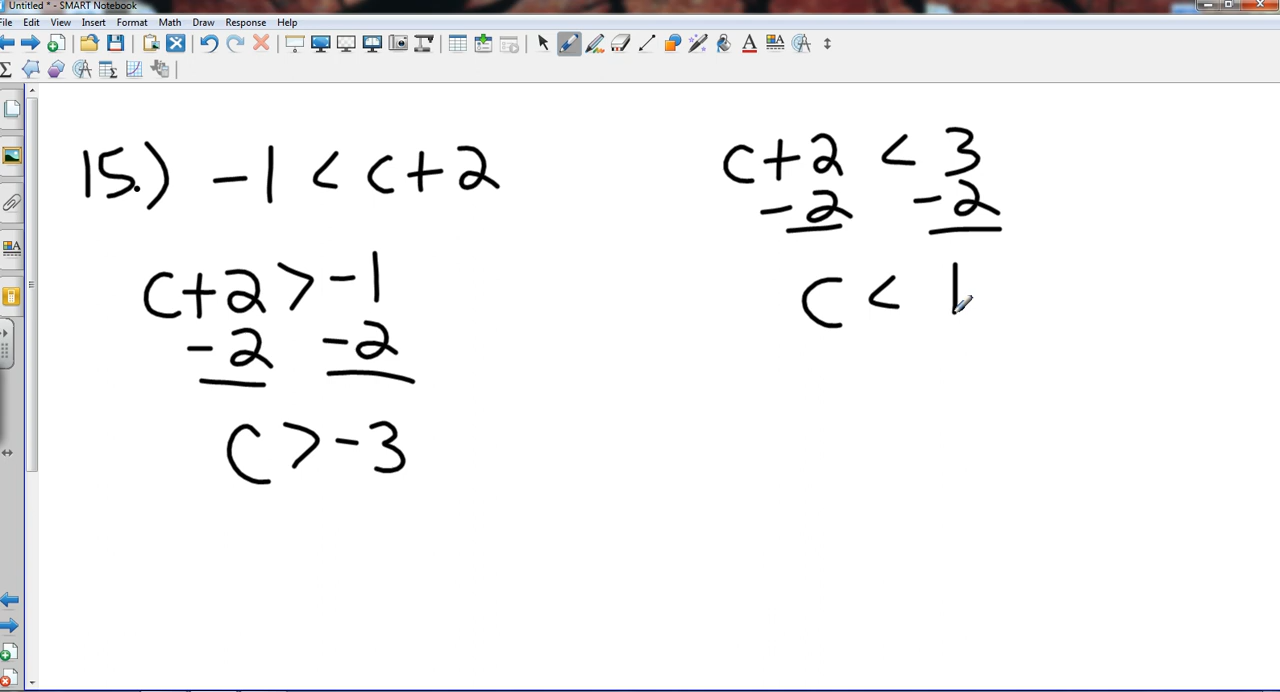 Untitled * - SMART Notebook
File Edit View Insert Format Math Draw Response Help
15.) -1 < c+2
c+2 > -1
-2 -2
c > -3
c+2 < 3
-2 -2
c < 1